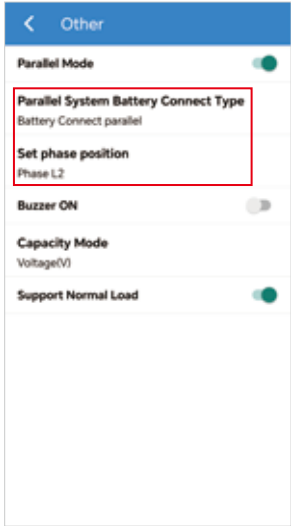 Other
Parallel Mode
Parallel System Battery Connect Type
Battery Connect parallel
Set phase position
Phase L2
Buzzer ON
Capacity Mode
Voltage(V)
Support Normal Load